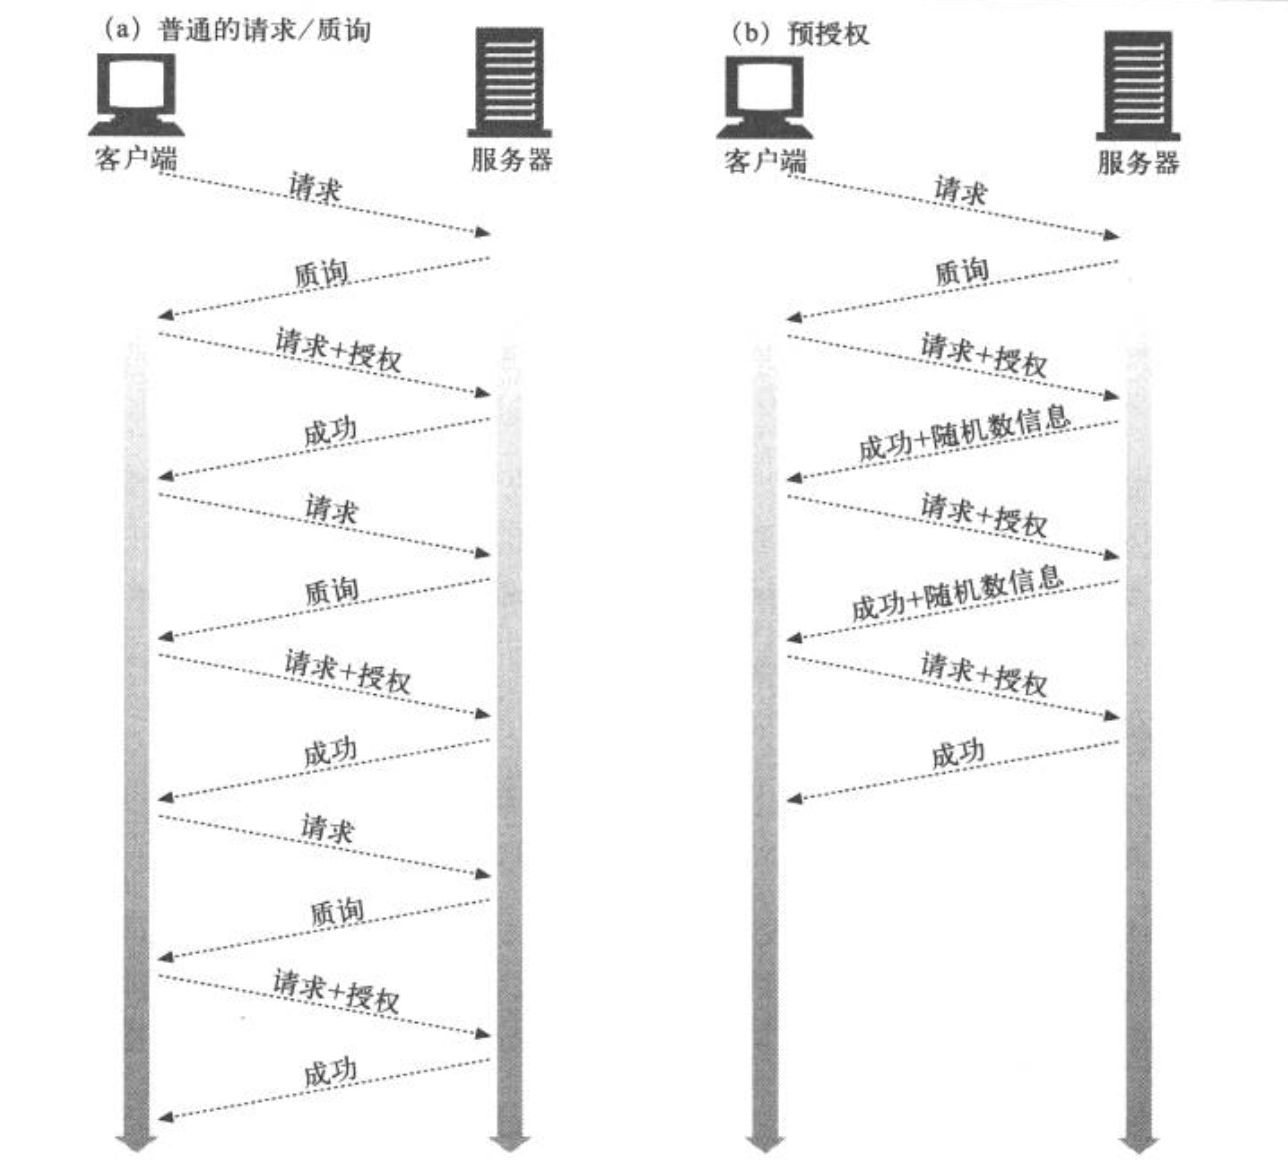 (a) 普通的请求/质询
客户端
服务器
请求
质询
请求+授权
成功
请求
质询
请求+授权
成功
请求
质询
请求+授权
成功
(b) 预授权
客户端
服务器
请求
质询
请求+授权
成功+随机数信息
请求+授权
成功+随机数信息
请求+授权
成功